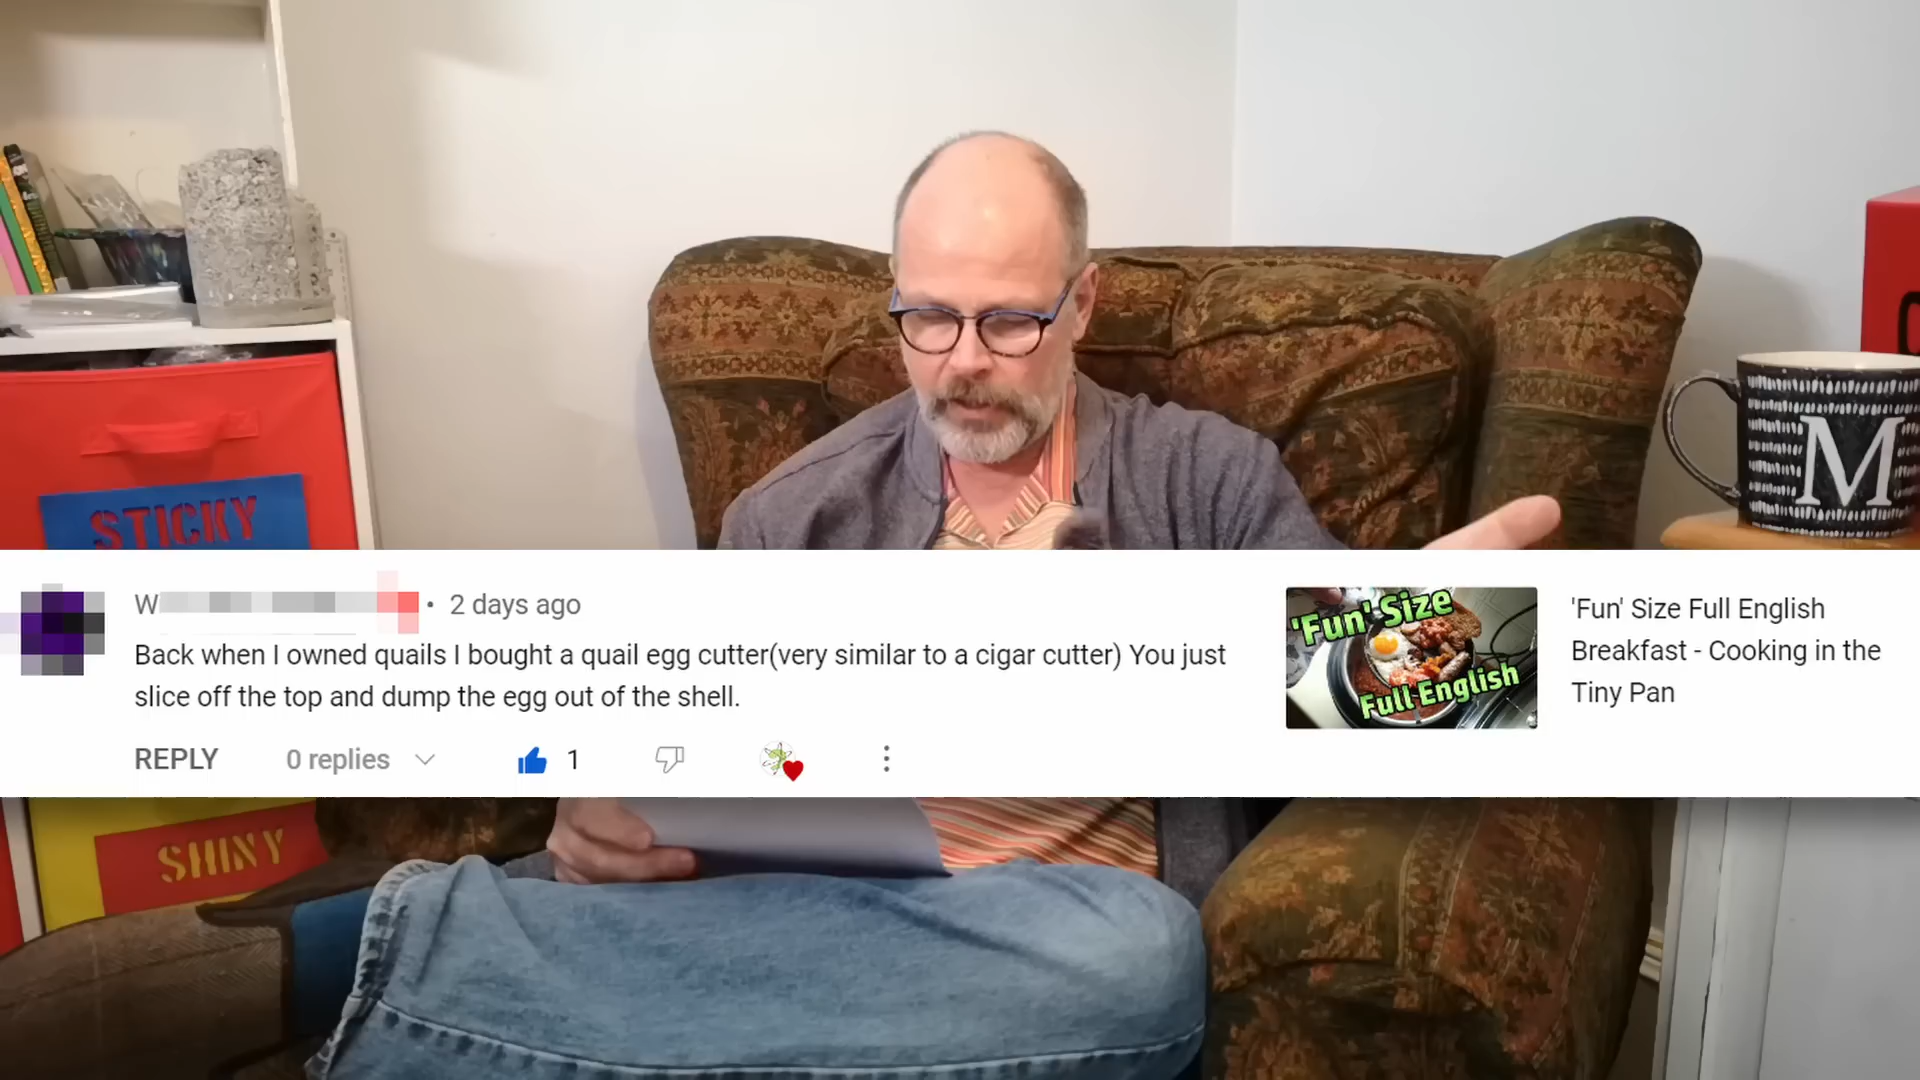 STICKY
M
W
• 2 days ago
Back when I owned quails I bought a quail egg cutter(very similar to a cigar cutter) You just
slice off the top and dump the egg out of the shell.
REPLY 0 replies 1
'Fun' Size
Full English
'Fun' Size Full English
Breakfast - Cooking in the
Tiny Pan
SHINY